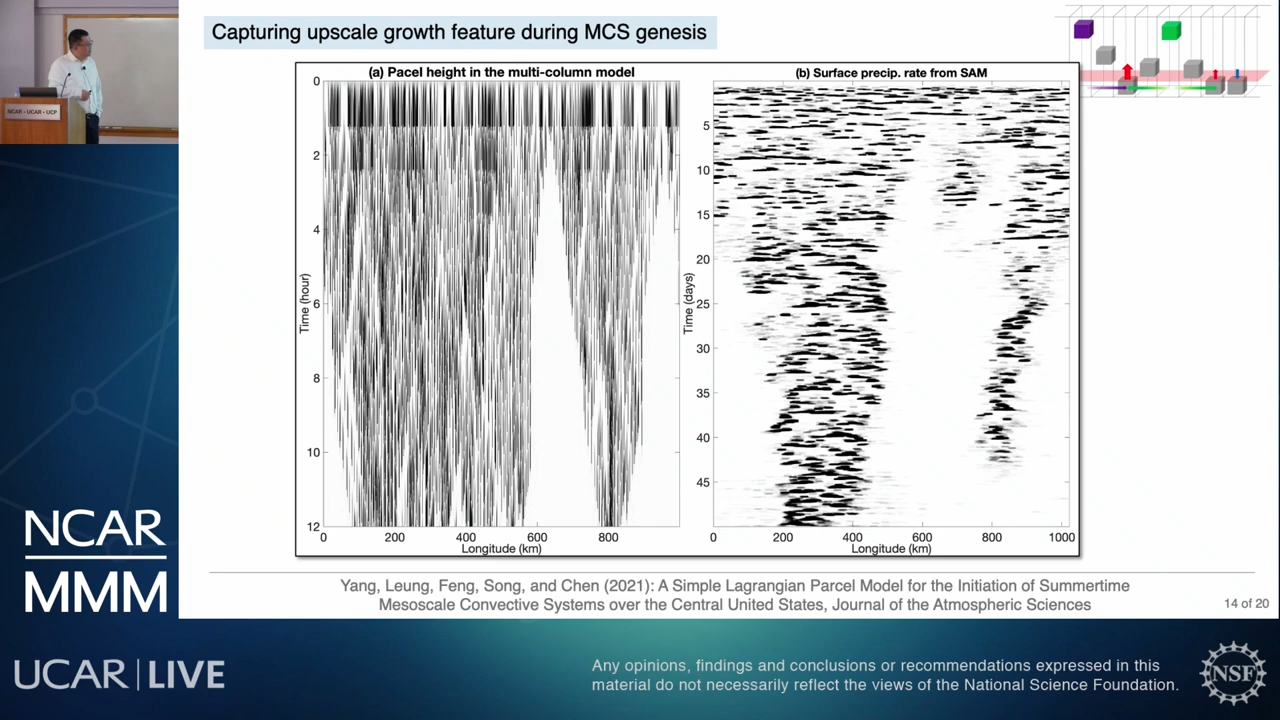 Capturing upscale growth feature during MCS genesis
NCAR • UCAR • UCP
(a) Pacel height in the multi-column model
0
2
4
6
8
10
12
Time (hour)
0
200
400
600
800
Longitude (km)
(b) Surface precip. rate from SAM
5
10
15
20
25
30
35
40
45
Time (days)
0
200
400
600
800
1000
Longitude (km)
Yang, Leung, Feng, Song, and Chen (2021): A Simple Lagrangian Parcel Model for the Initiation of Summertime
Mesoscale Convective Systems over the Central United States, Journal of the Atmospheric Sciences
14 of 20
NCAR
MMM
UCAR | LIVE
Any opinions, findings and conclusions or recommendations expressed in this
material do not necessarily reflect the views of the National Science Foundation.
NSF